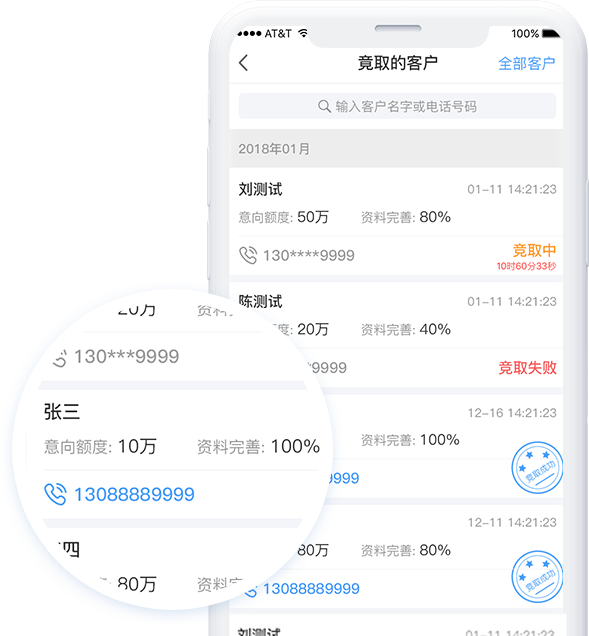 AT&T
100%
竟取的客户
全部客户
输入客户名字或电话号码
2018年01月
刘测试
01-11 14:21:23
意向额度: 50万
资料完善: 80%
130****9999
竞取中
10时60分33秒
陈测试
01-11 14:21:23
度: 20万
资料完善: 40%
9999
竞取失败
12-16 14:21:23
资料完善: 100%
9999
竞取成功
12-11 14:21:23
80万
资料完善: 80%
13088889999
竞取成功
刘测试
01-11 14:21:23
20万
资料
130***9999
张三
意向额度: 10万
资料完善: 100%
13088889999
四
80万
资料完